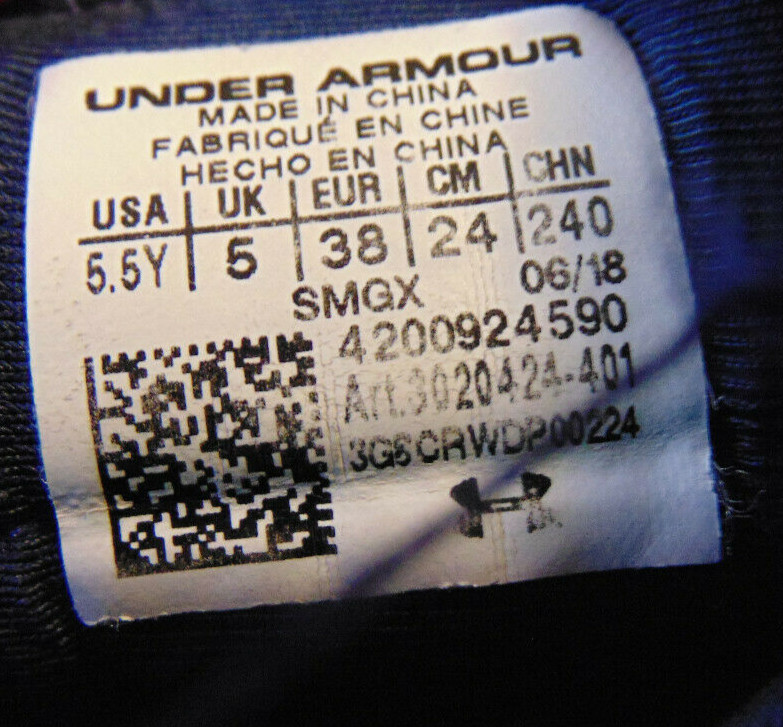 UNDER ARMOUR
MADE IN CHINA
FABRIQUÉ EN CHINE
HECHO EN CHINA
USA UK EUR CM CHN
5.5Y 5 38 24 240
SMGX 06/18
4200924590
Art.3020424-401
3G5CRWDP00224